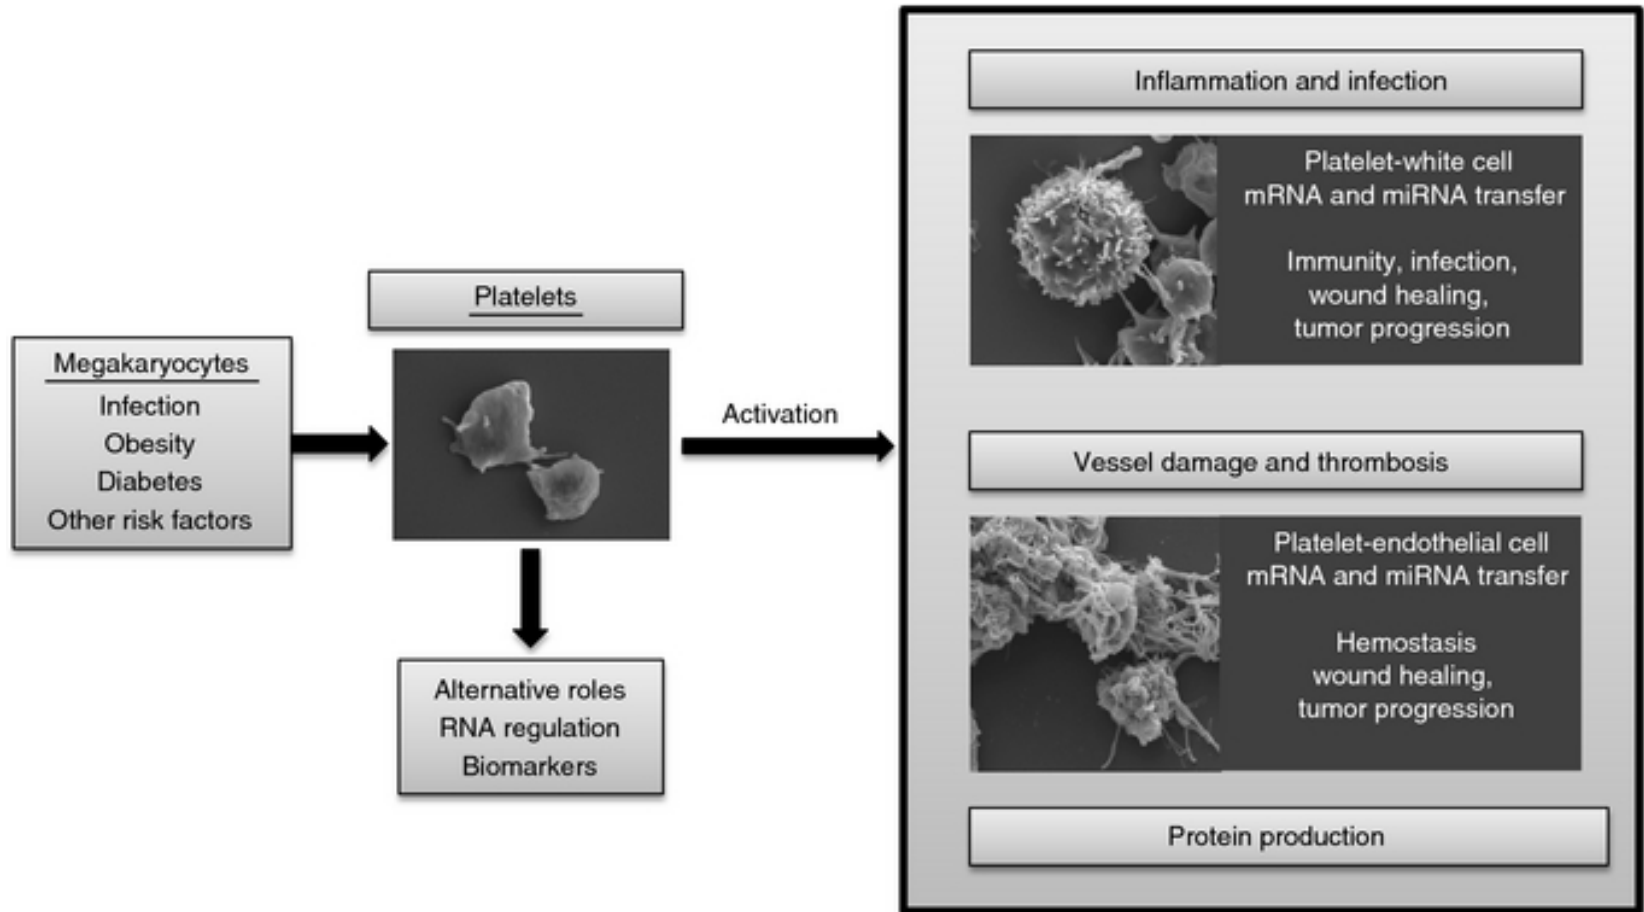 Megakaryocytes
Infection
Obesity
Diabetes
Other risk factors
Platelets
Alternative roles
RNA regulation
Biomarkers
Activation
Inflammation and infection
Platelet-white cell
mRNA and miRNA transfer
Immunity, infection,
wound healing,
tumor progression
Vessel damage and thrombosis
Platelet-endothelial cell
mRNA and miRNA transfer
Hemostasis
wound healing,
tumor progression
Protein production